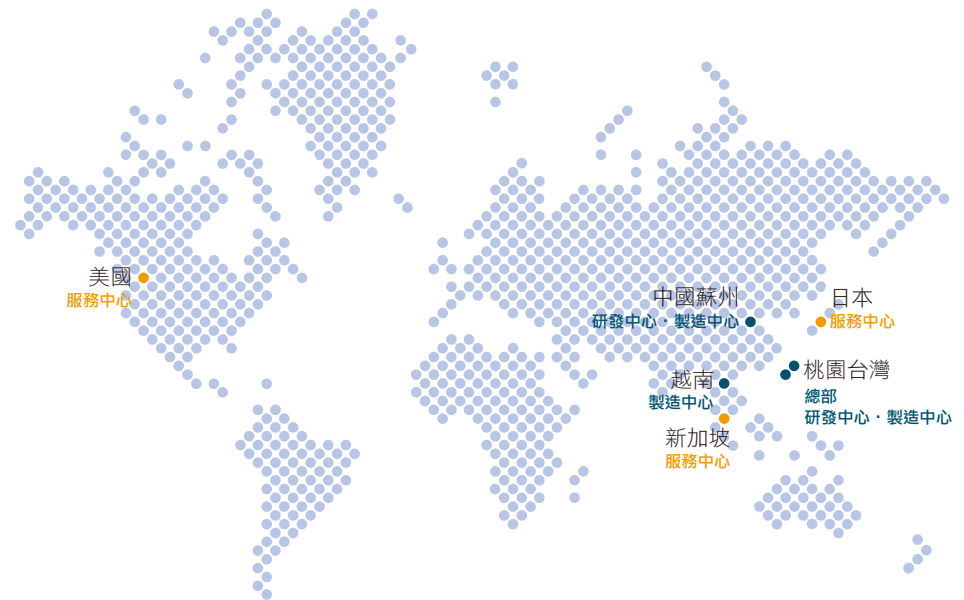 美國
服務中心
中國蘇州
研發中心・製造中心
日本
服務中心
桃園台灣
總部
研發中心・製造中心
越南
製造中心
新加坡
服務中心